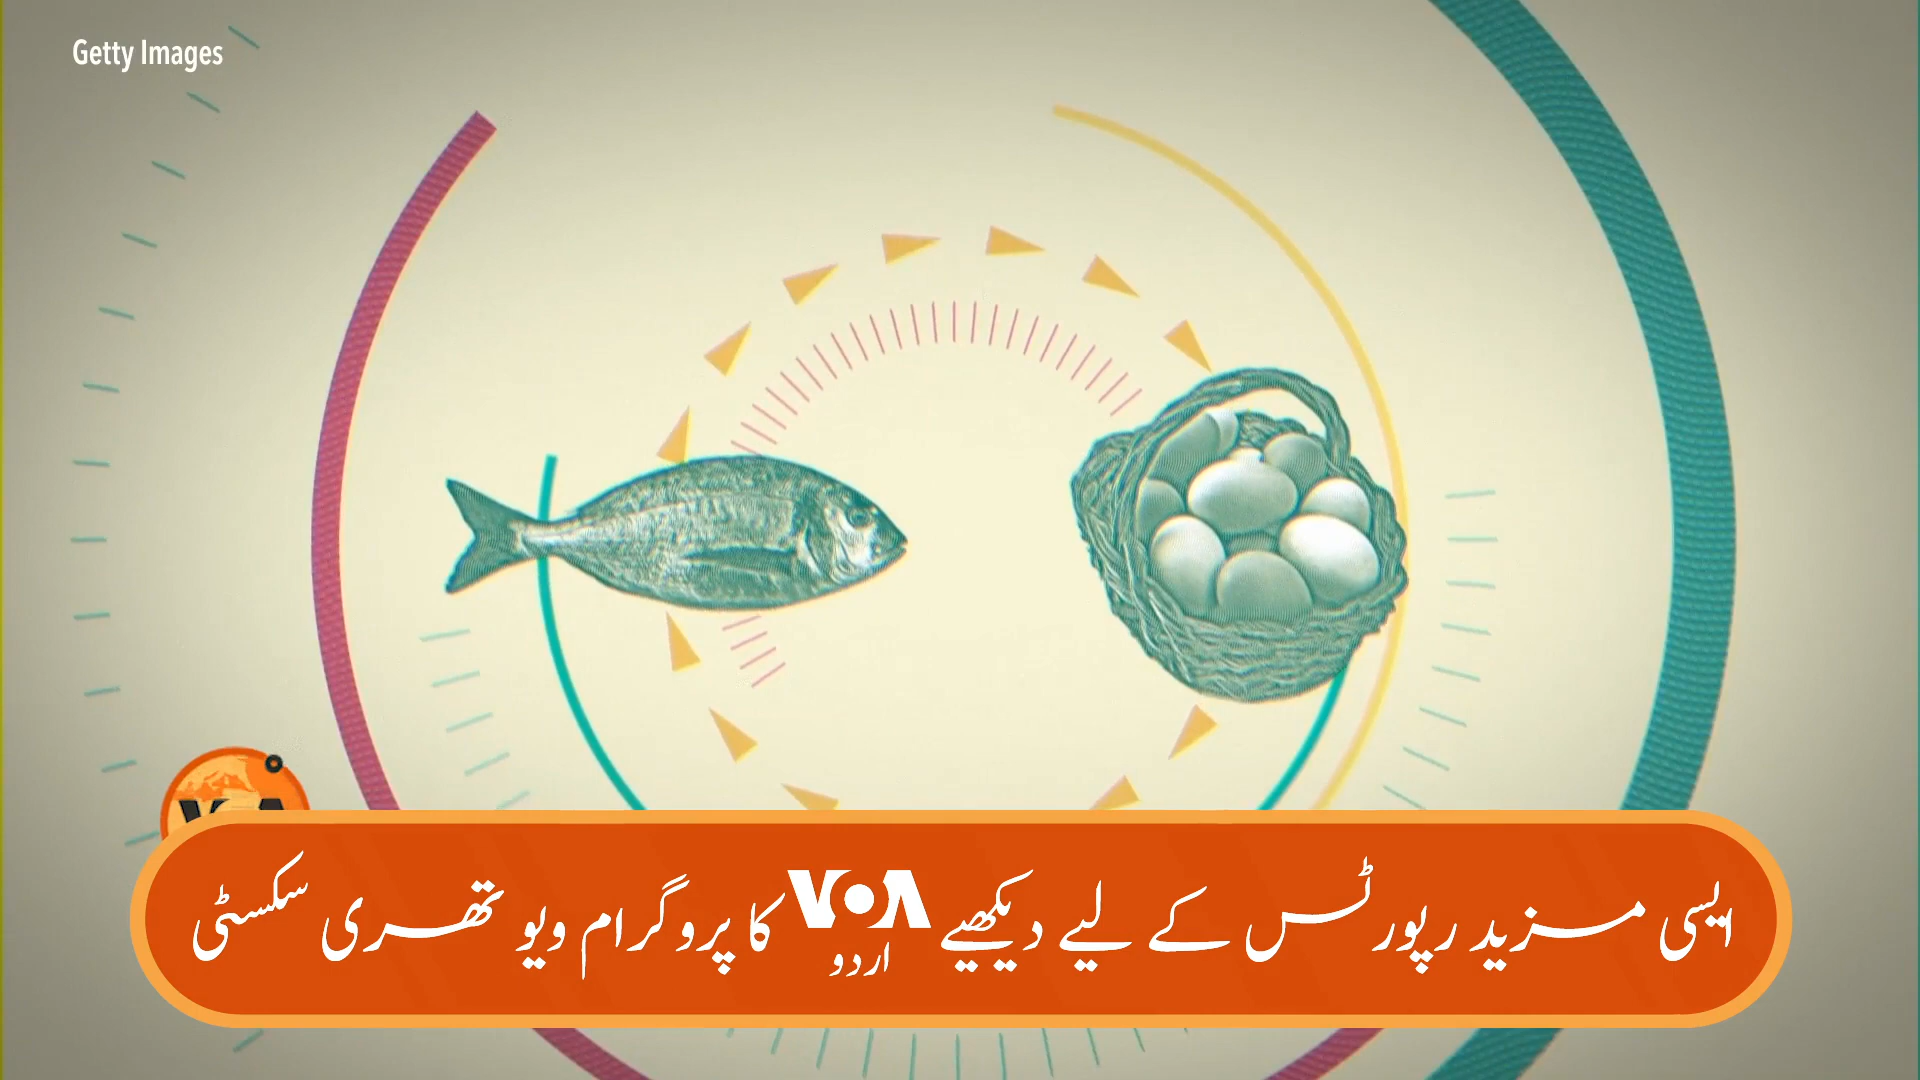 Getty Images
ایسی مزید رپورٹس کے لیے دیکھیے VOA اردو کا پروگرام ویو تھری سکسٹی